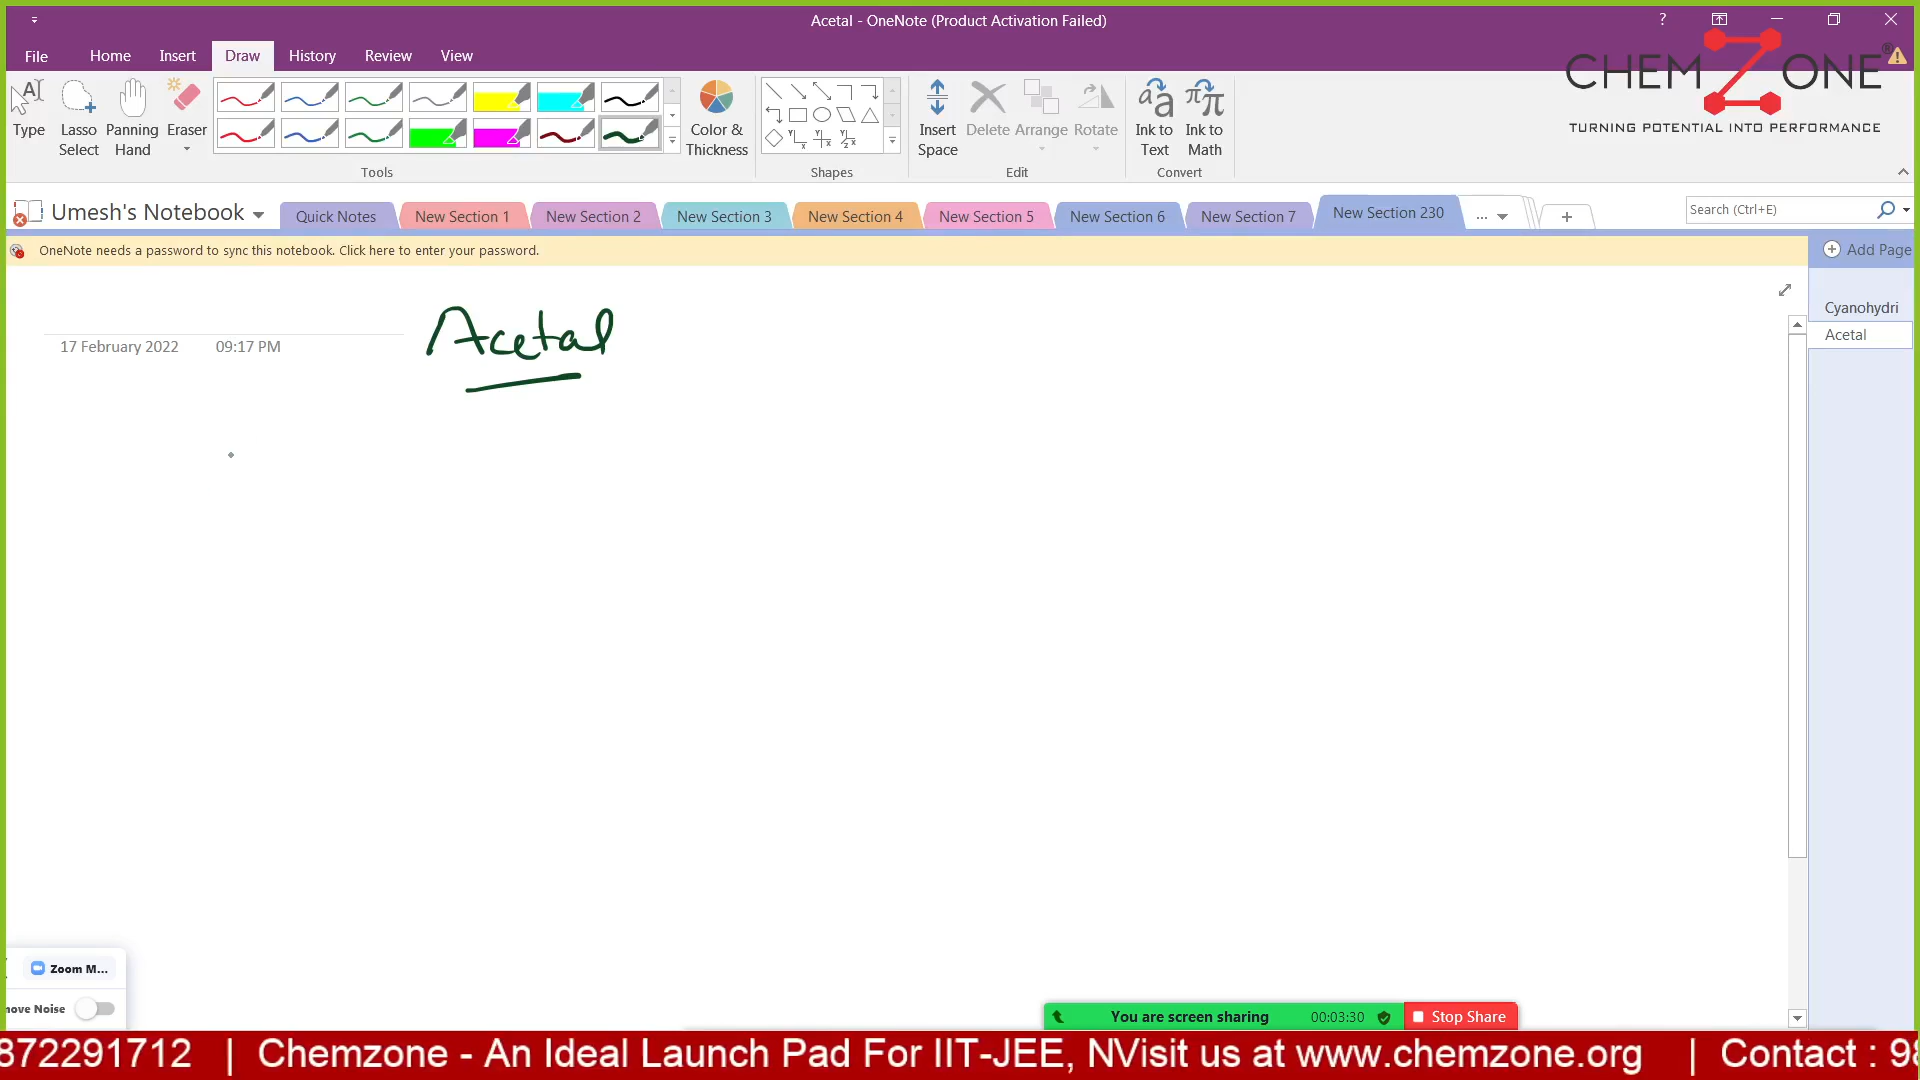 Acetal - OneNote (Product Activation Failed)
?
File Home Insert Draw History Review View
CHEMZONE®
TURNING POTENTIAL INTO PERFORMANCE
Type
Lasso Select
Panning Hand
Eraser
Color & Thickness
Insert Space
Delete
Arrange
Rotate
Ink to Text
Ink to Math
Tools
Shapes
Edit
Convert
Umesh's Notebook
Quick Notes New Section 1 New Section 2 New Section 3 New Section 4 New Section 5 New Section 6 New Section 7 New Section 230 ... +
Search (Ctrl+E)
OneNote needs a password to sync this notebook. Click here to enter your password.
Add Page
Cyanohydri
Acetal
Acetal
17 February 2022 09:17 PM
Zoom M...
move Noise
You are screen sharing 00:03:30 Stop Share
872291712 | Chemzone - An Ideal Launch Pad For IIT-JEE, NVisit us at www.chemzone.org | Contact : 98